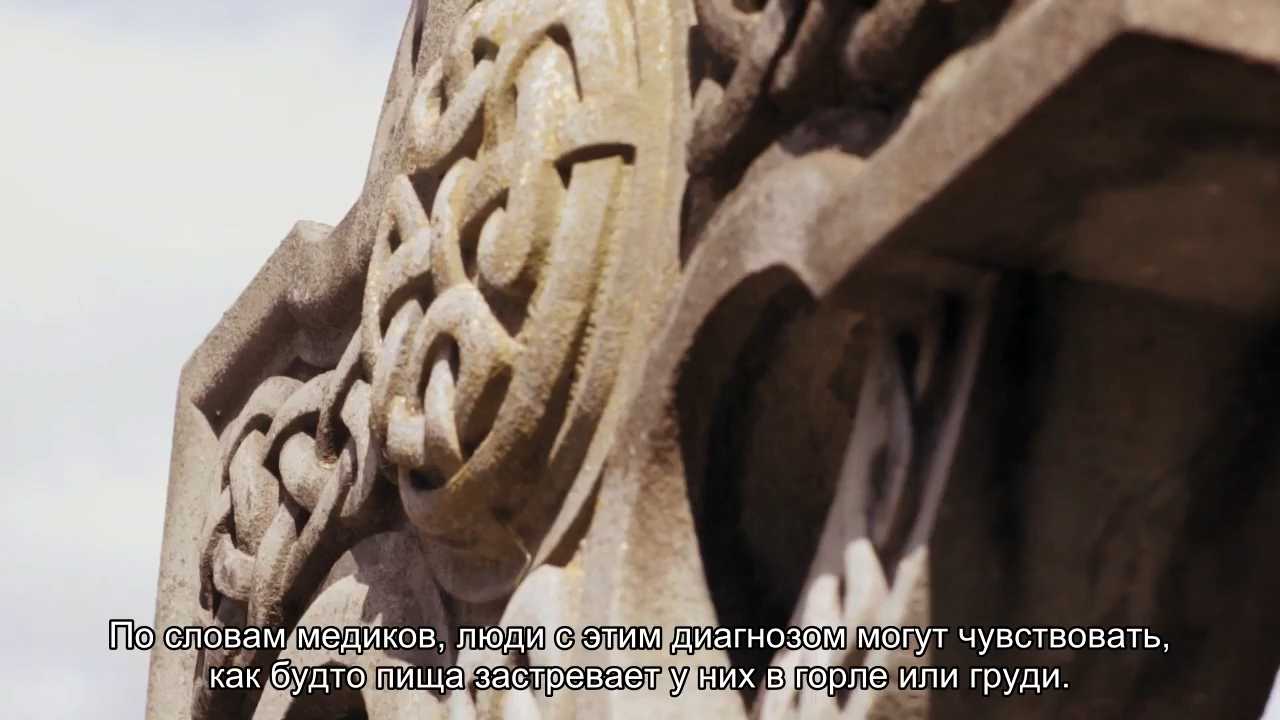 По словам медиков, люди с этим диагнозом могут чувствовать,
как будто пища застревает у них в горле или груди.